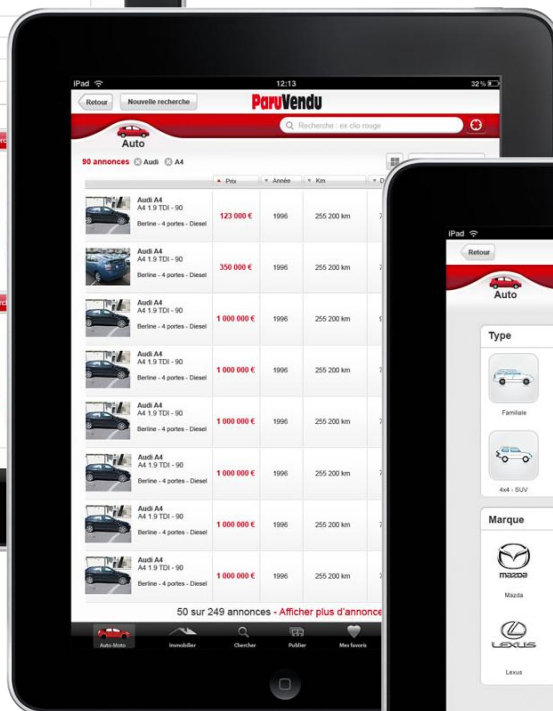 iPad 12:13 32%
Retour Nouvelle recherche ParuVendu
Recherche : ex clio rouge
Auto
90 annonces Audi A4
Prix Année Km
Audi A4
A4 1.9 TDI - 90
Berline - 4 portes - Diesel
123 000 € 1996 255 200 km
Audi A4
A4 1.9 TDI - 90
Berline - 4 portes - Diesel
350 000 € 1996 255 200 km
Audi A4
A4 1.9 TDI - 90
Berline - 4 portes - Diesel
1 000 000 € 1996 255 200 km
Audi A4
A4 1.9 TDI - 90
Berline - 4 portes - Diesel
1 000 000 € 1996 255 200 km
Audi A4
A4 1.9 TDI - 90
Berline - 4 portes - Diesel
1 000 000 € 1996 255 200 km
Audi A4
A4 1.9 TDI - 90
Berline - 4 portes - Diesel
1 000 000 € 1996 255 200 km
Audi A4
A4 1.9 TDI - 90
Berline - 4 portes - Diesel
1 000 000 € 1996 255 200 km
Audi A4
A4 1.9 TDI - 90
Berline - 4 portes - Diesel
1 000 000 € 1996 255 200 km
50 sur 249 annonces - Afficher plus d'annonce
Auto-Moto Immobilier Chercher Publier Mes favoris
iPad
Retour
Auto
Type
Familiale
4x4 - SUV
Marque
mazda
Mazda
LEXUS
Lexus